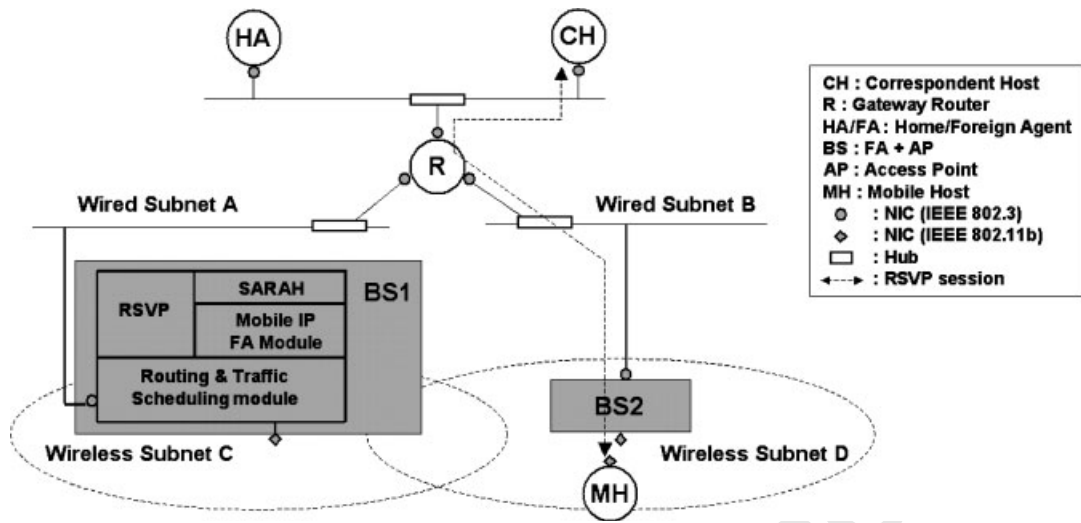 HA
CH
R
Wired Subnet A
Wired Subnet B
RSVP
SARAH
Mobile IP
FA Module
BS1
Routing & Traffic
Scheduling module
Wireless Subnet C
BS2
Wireless Subnet D
MH
CH : Correspondent Host
R : Gateway Router
HA/FA : Home/Foreign Agent
BS : FA + AP
AP : Access Point
MH : Mobile Host
: NIC (IEEE 802.3)
: NIC (IEEE 802.11b)
: Hub
: RSVP session